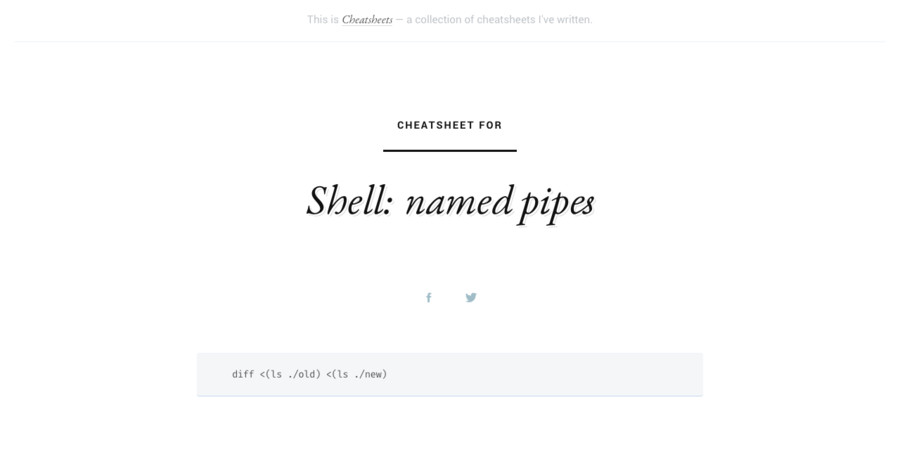 This is Cheatsheets — a collection of cheatsheets I've written.
CHEATSHEET FOR
Shell: named pipes
diff <(ls ./old) <(ls ./new)